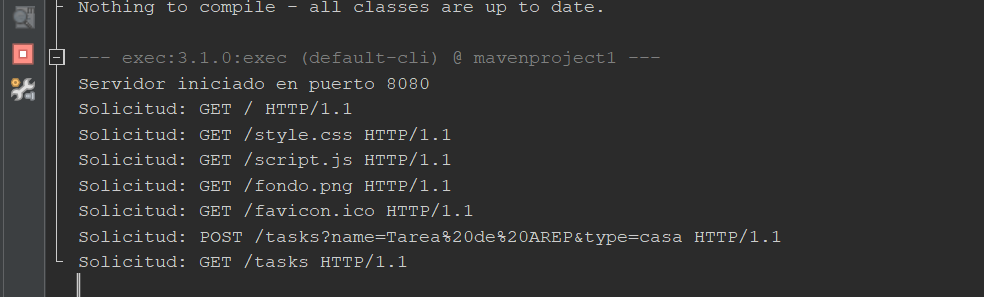 Nothing to compile - all classes are up to date.
--- exec:3.1.0:exec (default-cli) @ mavenproject1 ---
Servidor iniciado en puerto 8080
Solicitud: GET / HTTP/1.1
Solicitud: GET /style.css HTTP/1.1
Solicitud: GET /script.js HTTP/1.1
Solicitud: GET /fondo.png HTTP/1.1
Solicitud: GET /favicon.ico HTTP/1.1
Solicitud: POST /tasks?name=Tarea%20de%20AREP&type=casa HTTP/1.1
Solicitud: GET /tasks HTTP/1.1